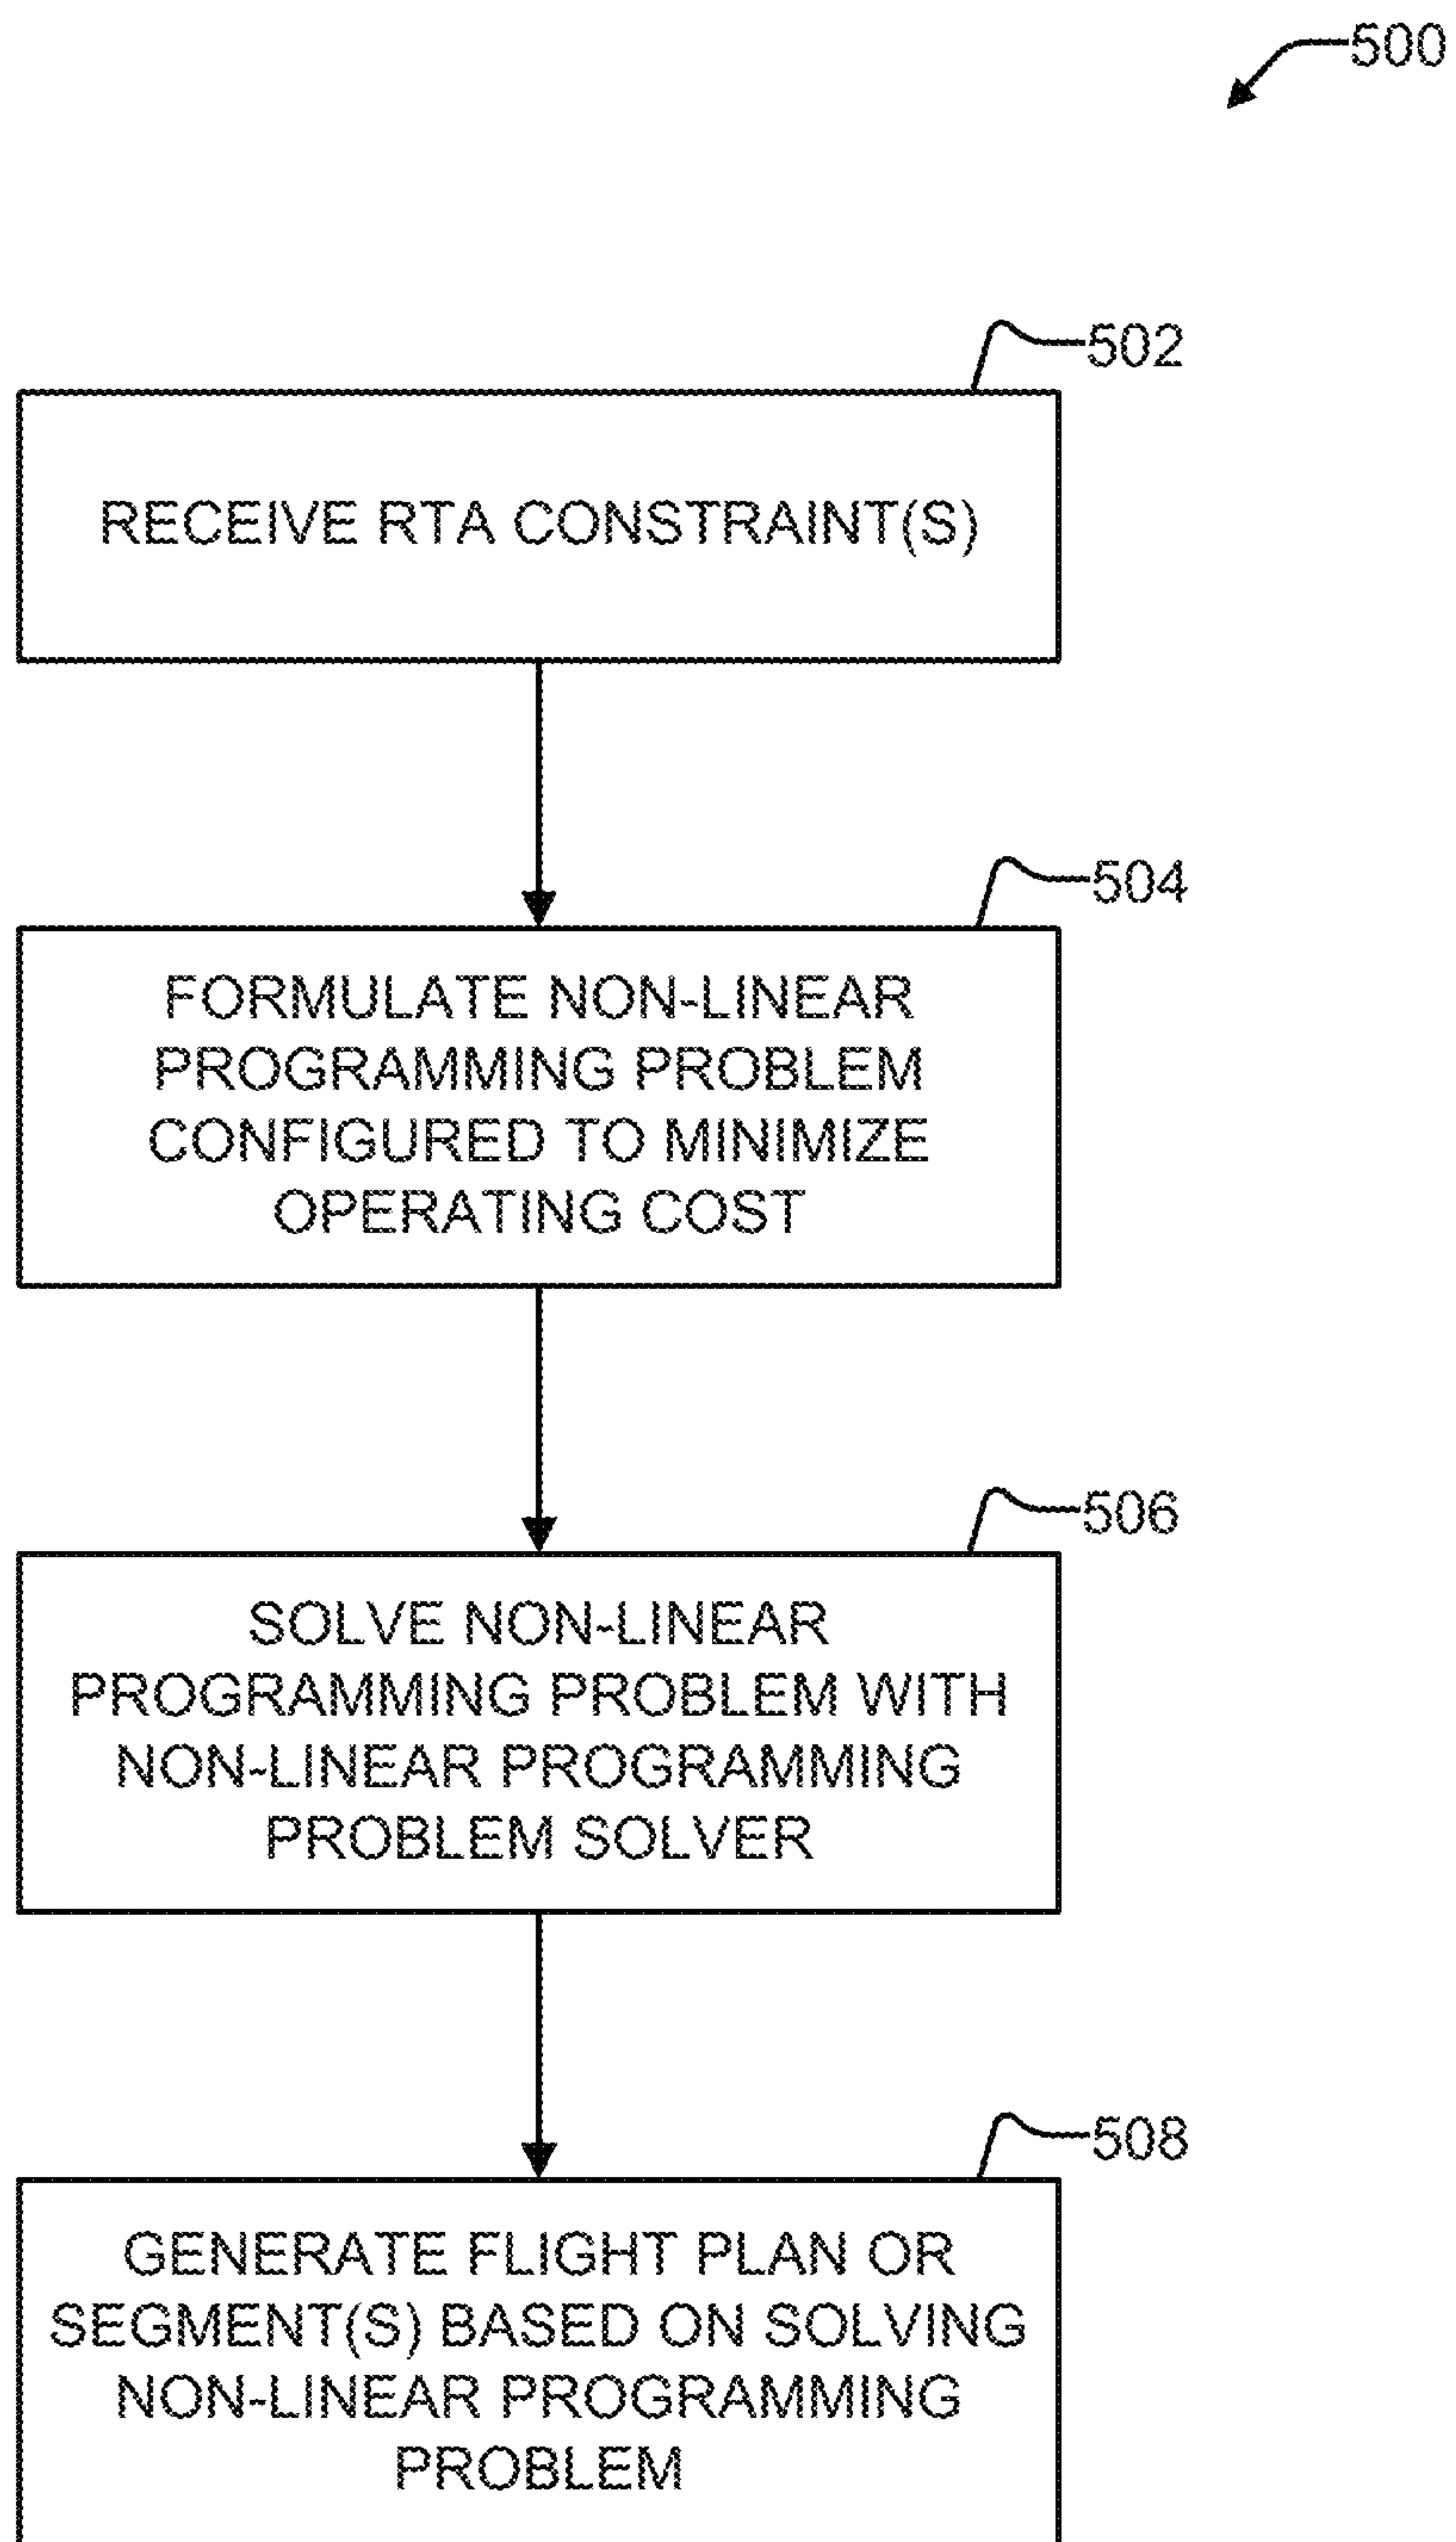 500
502
RECEIVE RTA CONSTRAINT(S)
504
FORMULATE NON-LINEAR
PROGRAMMING PROBLEM
CONFIGURED TO MINIMIZE
OPERATING COST
506
SOLVE NON-LINEAR
PROGRAMMING PROBLEM WITH
NON-LINEAR PROGRAMMING
PROBLEM SOLVER
508
GENERATE FLIGHT PLAN OR
SEGMENT(S) BASED ON SOLVING
NON-LINEAR PROGRAMMING
PROBLEM